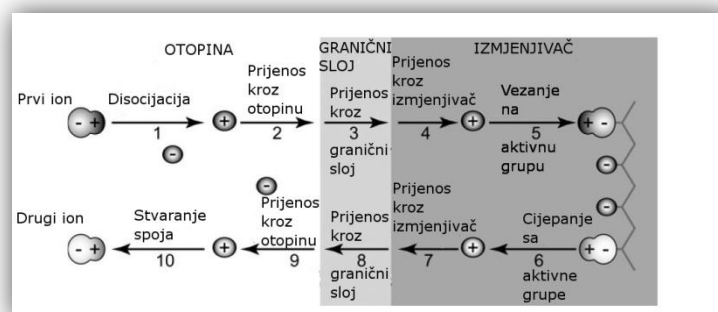 OTOPINA
GRANIČNI
SLOJ
IZMJENJIVAČ
Prvi ion
Disocijacija
1
Prijenos
kroz
otopinu
2
Prijenos
kroz
3
granični
sloj
Prijenos
kroz
izmjenjivač
4
Vezanje
na
5
aktivnu
grupu
Drugi ion
Stvaranje
spoja
10
Prijenos
kroz
otopinu
9
Prijenos
kroz
8
granični
sloj
Prijenos
kroz
izmjenjivač
7
Cijepanje
sa
6
aktivne
grupe